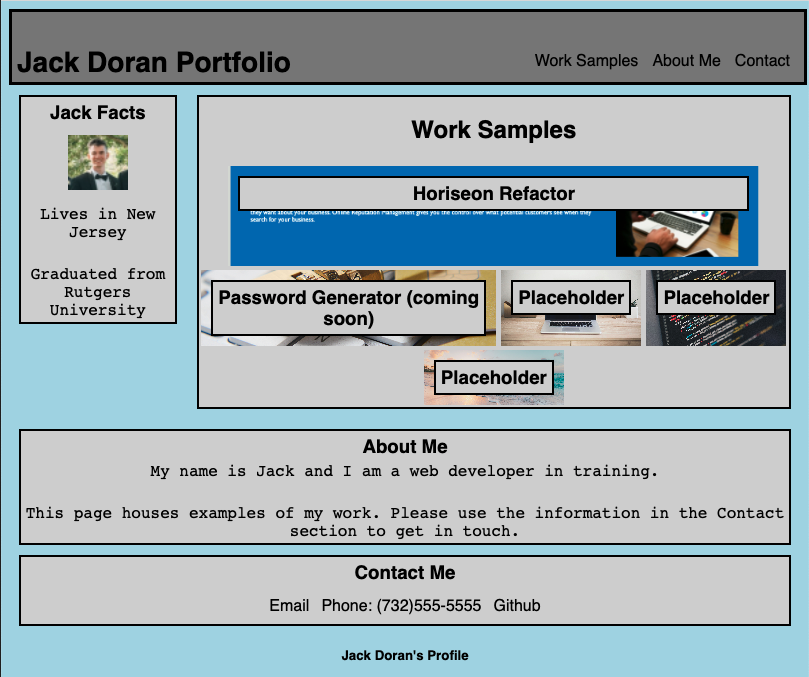 Jack Doran Portfolio
Work Samples About Me Contact
Jack Facts
Lives in New
Jersey
Graduated from
Rutgers
University
Work Samples
Horiseon Refactor
they want about your business. Online Reputation Management gives you the control over what potential customers see when they
search for your business.
Password Generator (coming
soon)
Placeholder
Placeholder
Placeholder
About Me
My name is Jack and I am a web developer in training.
This page houses examples of my work. Please use the information in the Contact
section to get in touch.
Contact Me
Email Phone: (732)555-5555 Github
Jack Doran's Profile